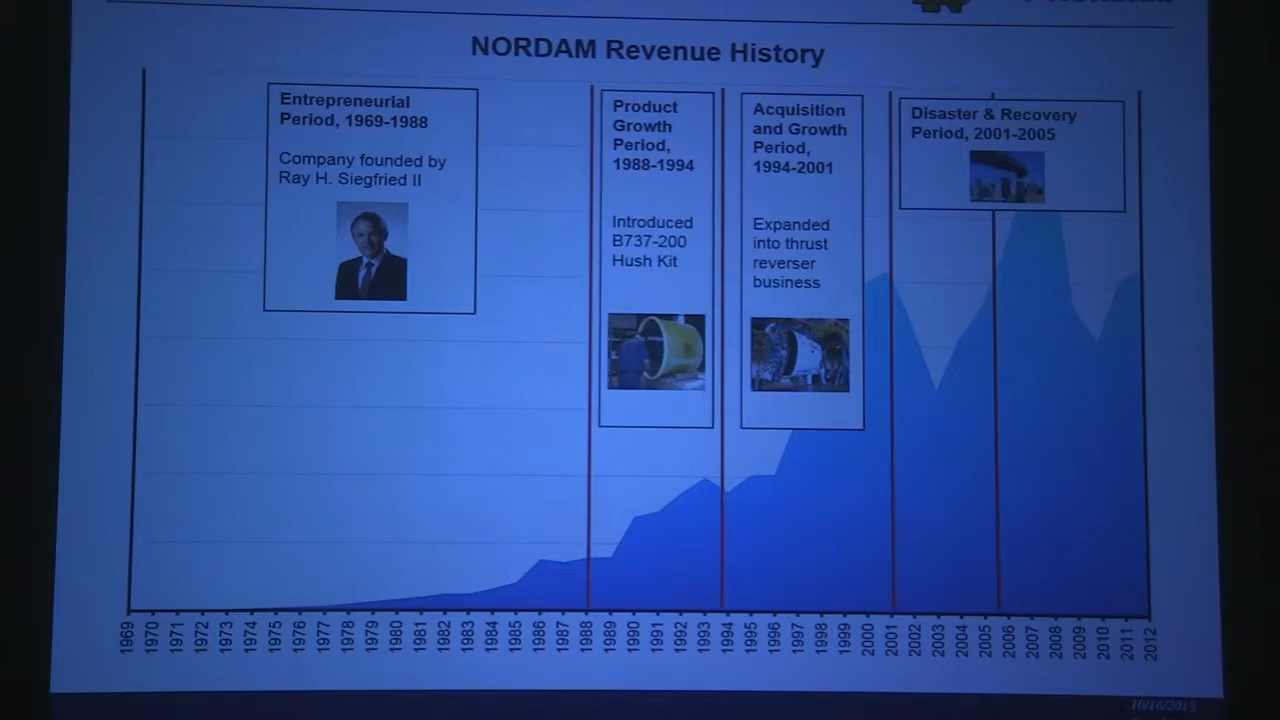 NORDAM Revenue History
Entrepreneurial
Period, 1969-1988
Company founded by
Ray H. Siegfried II
Product
Growth
Period,
1988-1994
Introduced
B737-200
Hush Kit
Acquisition
and Growth
Period,
1994-2001
Expanded
into thrust
reverser
business
Disaster & Recovery
Period, 2001-2005
1969 1970 1971 1972 1973 1974 1975 1976 1977 1978 1979 1980 1981 1982 1983 1984 1985 1986 1987 1988 1989 1990 1991 1992 1993 1994 1995 1996 1997 1998 1999 2000 2001 2002 2003 2004 2005 2006 2007 2008 2009 2010 2011 2012
10/16/2015